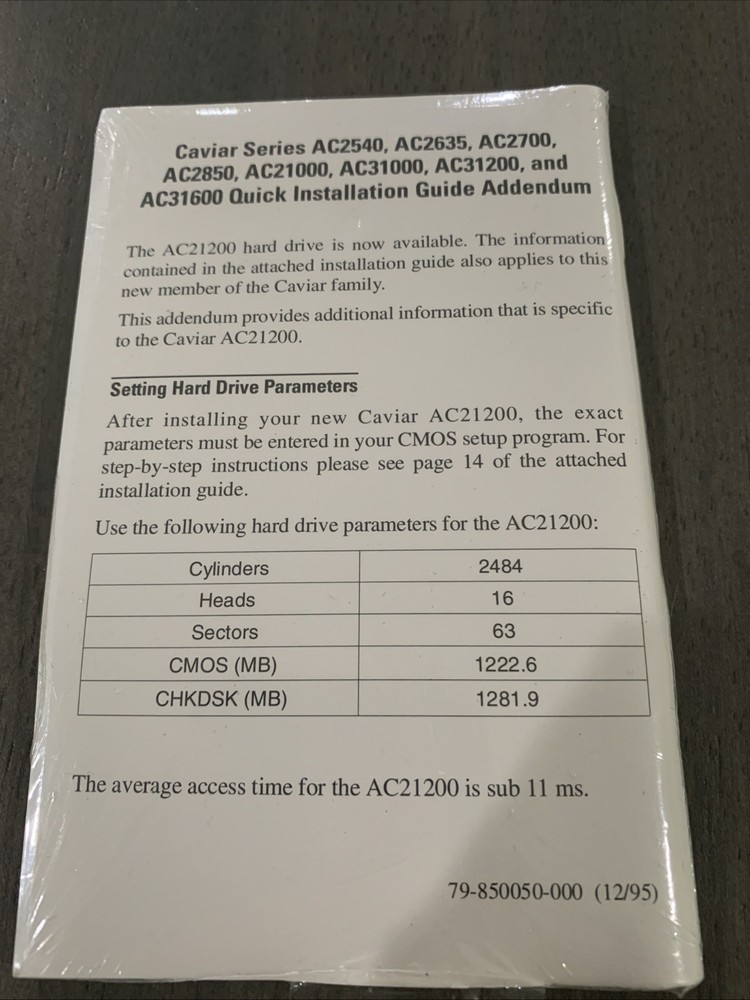 Caviar Series AC2540, AC2635, AC2700,
AC2850, AC21000, AC31000, AC31200, and
AC31600 Quick Installation Guide Addendum
The AC21200 hard drive is now available. The information
contained in the attached installation guide also applies to this
new member of the Caviar family.
This addendum provides additional information that is specific
to the Caviar AC21200.
Setting Hard Drive Parameters
After installing your new Caviar AC21200, the exact
parameters must be entered in your CMOS setup program. For
step-by-step instructions please see page 14 of the attached
installation guide.
Use the following hard drive parameters for the AC21200:
Cylinders 2484
Heads 16
Sectors 63
CMOS (MB) 1222.6
CHKDSK (MB) 1281.9
The average access time for the AC21200 is sub 11 ms.
79-850050-000 (12/95)